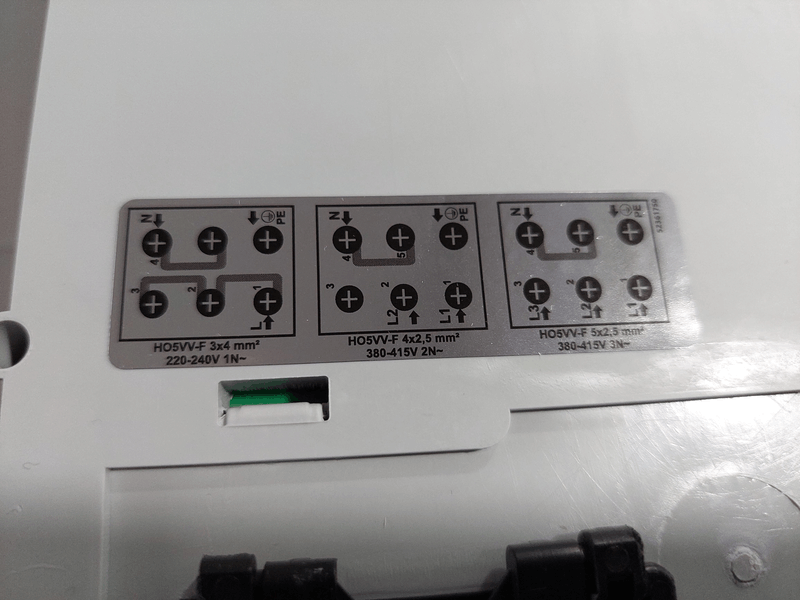 N PE
4 5
3 2 1
L
HO5VV-F 3x4 mm²
220-240V 1N~
N PE
4 5
3 2 1
L2 L1
HO5VV-F 4x2,5 mm²
380-415V 2N~
N PE
4 5
3 2 1
L3 L2 L1
HO5VV-F 5x2,5 mm²
380-415V 3N~